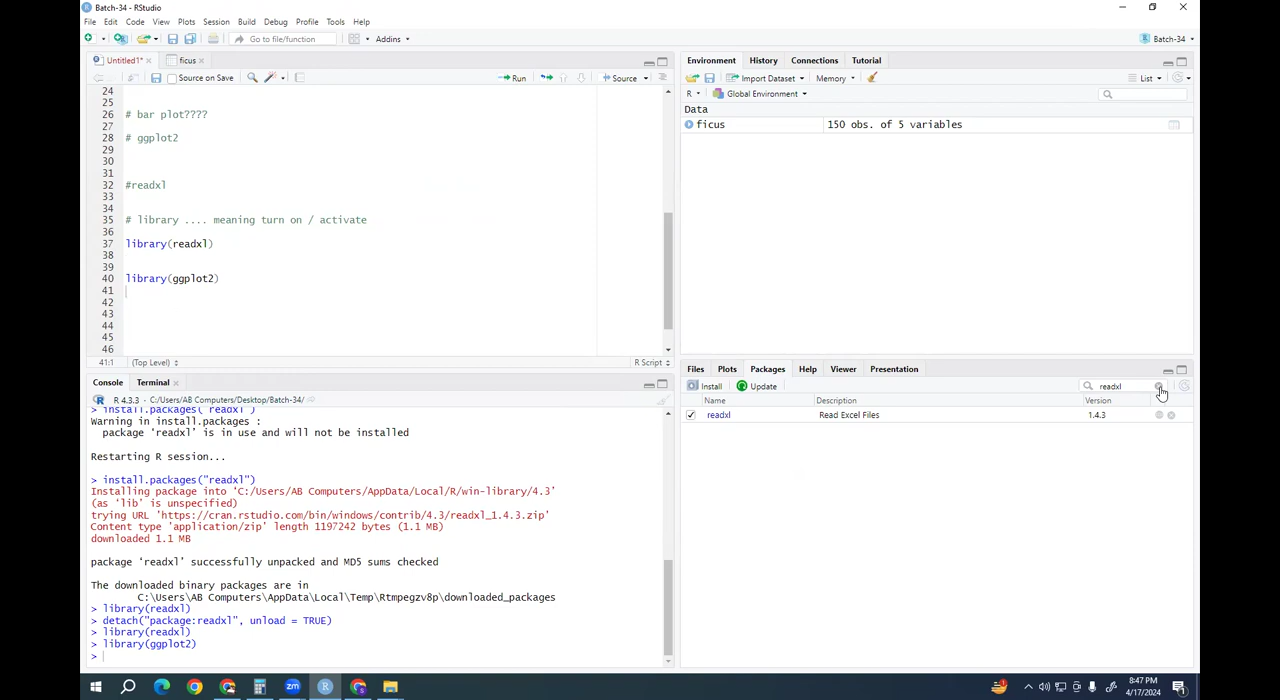 Batch-34 - RStudio
File Edit Code View Plots Session Build Debug Profile Tools Help
Go to file/function Addins Batch-34
Untitled1* ficus
Source on Save Run Source
24
25
26 # bar plot????
27
28 # ggplot2
29
30
31
32 #readxl
33
34
35 # library .... meaning turn on / activate
36
37 library(readxl)
38
39
40 library(ggplot2)
41
42
43
44
45
46
41:1 (Top Level) R Script
Console Terminal
R 4.3.3 · C:/Users/AB Computers/Desktop/Batch-34/
> install.packages("readxl")
Warning in install.packages :
package ‘readxl’ is in use and will not be installed
Restarting R session...
> install.packages("readxl")
Installing package into ‘C:/Users/AB Computers/AppData/Local/R/win-library/4.3’
(as ‘lib’ is unspecified)
trying URL 'https://cran.rstudio.com/bin/windows/contrib/4.3/readxl_1.4.3.zip'
Content type 'application/zip' length 1197242 bytes (1.1 MB)
downloaded 1.1 MB
package ‘readxl’ successfully unpacked and MD5 sums checked
The downloaded binary packages are in
C:\Users\AB Computers\AppData\Local\Temp\Rtmpegzv8p\downloaded_packages
> library(readxl)
> detach("package:readxl", unload = TRUE)
> library(readxl)
> library(ggplot2)
>
Environment History Connections Tutorial
Import Dataset Memory List
R Global Environment
Data
ficus 150 obs. of 5 variables
Files Plots Packages Help Viewer Presentation
Install Update readxl
Name Description Version
readxl Read Excel Files 1.4.3
8:47 PM
4/17/2024